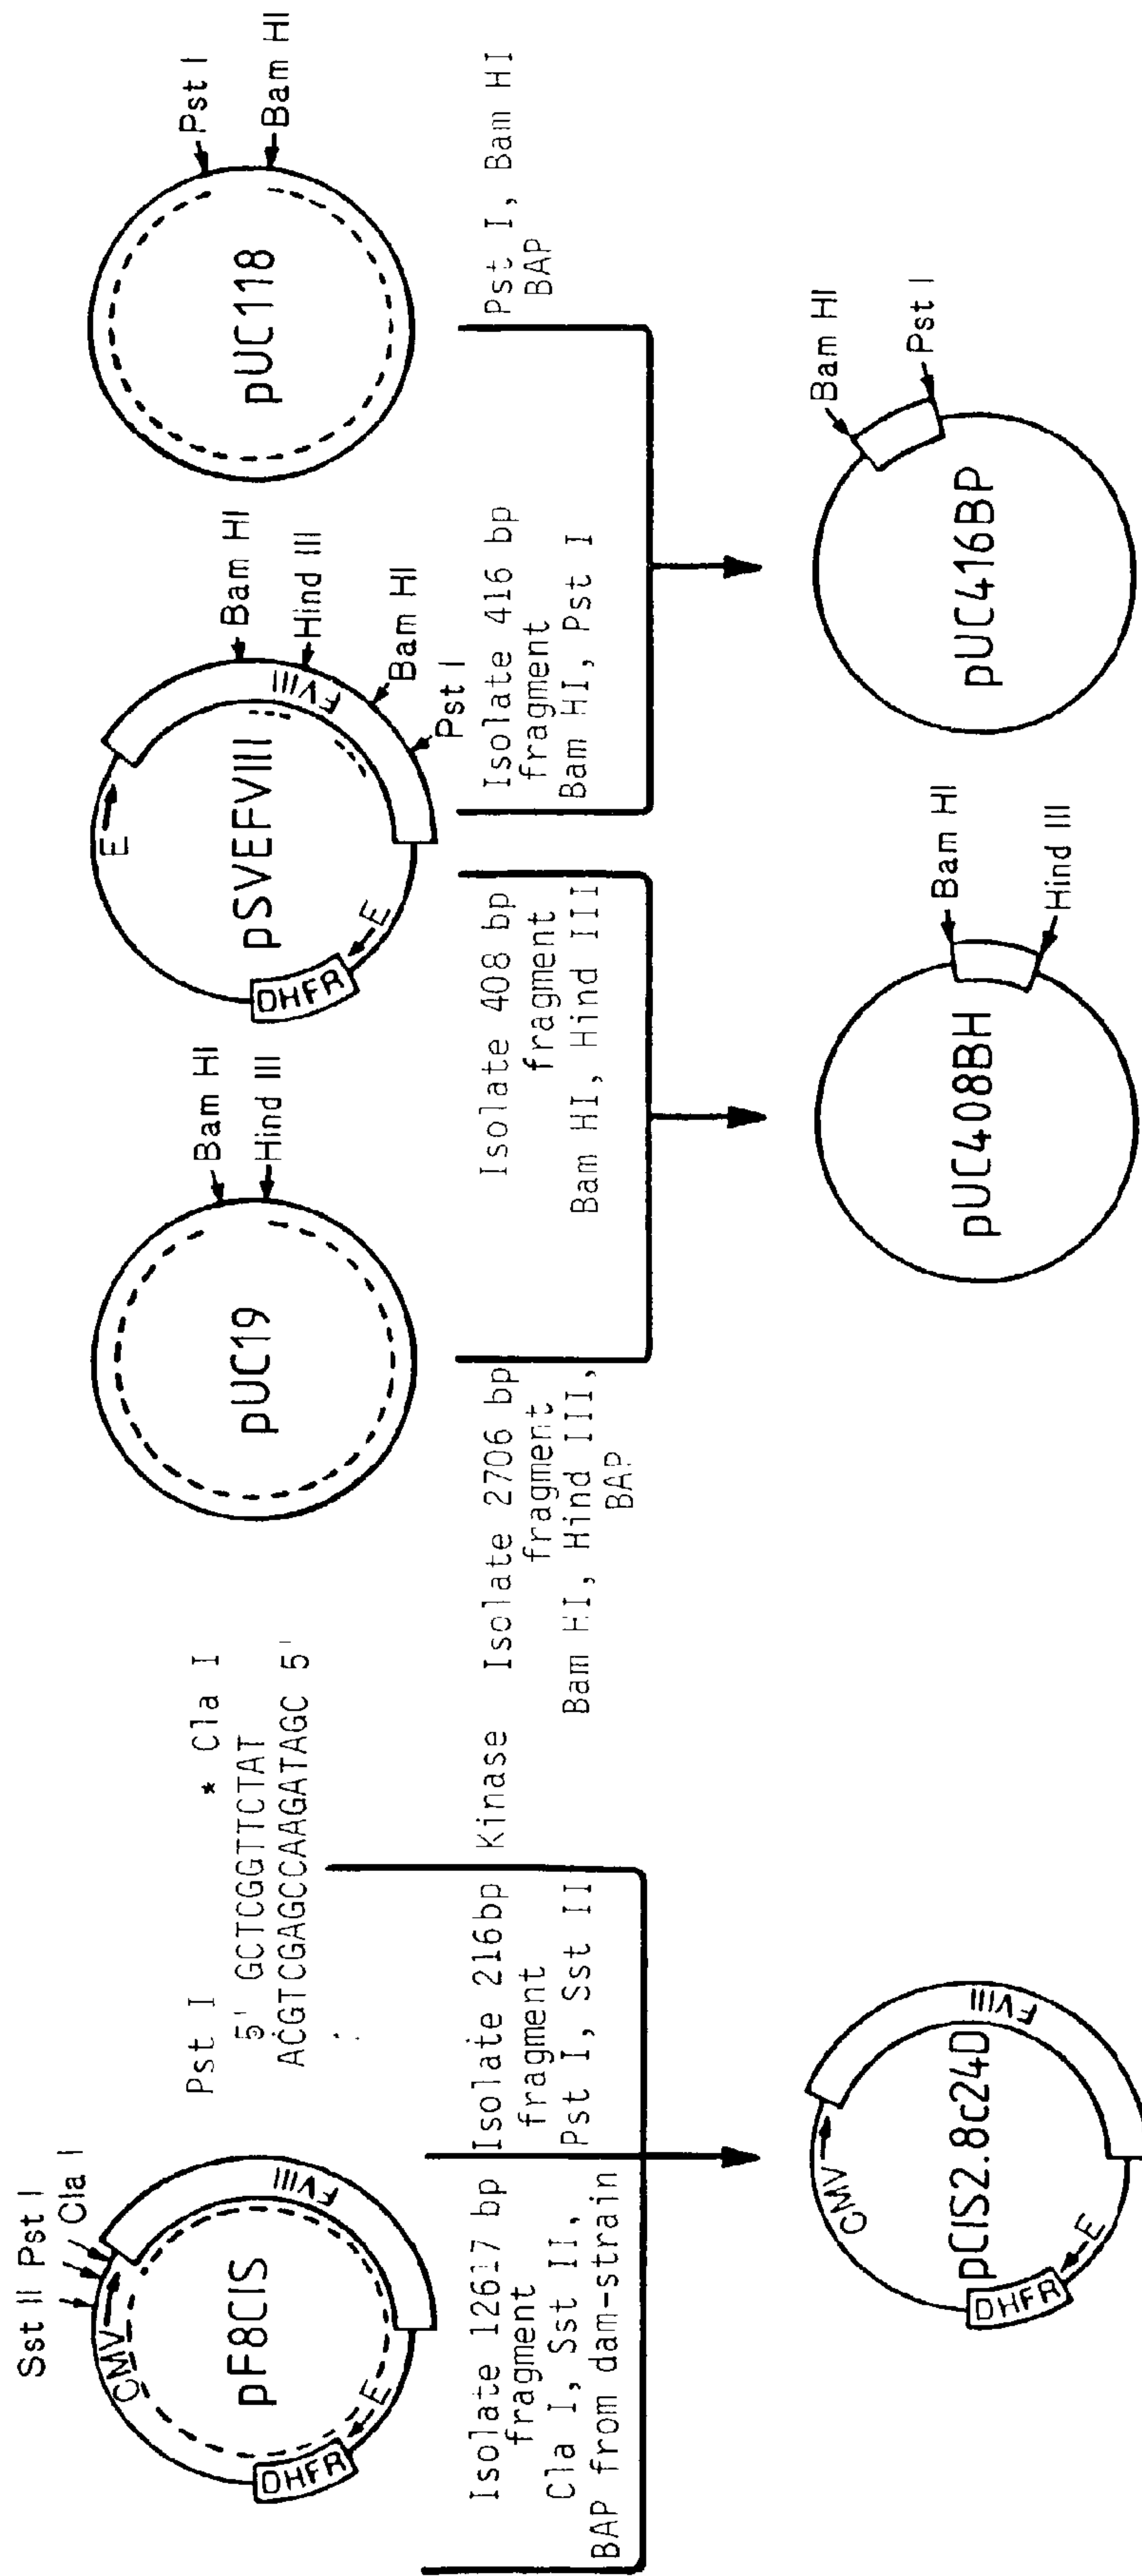 Sst II
Pst I
Cla I
CMV
FVIII
pF8CIS
DHFR
E
Pst I
* Cla I
5' GCTCGGTTCTAT
ACGTCGAGCCAAGATAGC 5'
Bam HI
Hind III
pUC19
E
Bam HI
FVIII
Hind III
pSVEFVIII
Bam HI
Pst I
DHFR
E
Pst I
Bam HI
pUC118
Isolate 12617 bp
fragment
Cla I, Sst II,
BAP from dam-strain
Isolate 216bp
fragment
Pst I, Sst II
Kinase
Isolate 2706 bp
fragment
Bam HI, Hind III,
BAP
Isolate 408 bp
fragment
Bam HI, Hind III
Isolate 416 bp
fragment
Bam HI, Pst I
Pst I, Bam HI
BAP
CMV
FVIII
pCIS2.8c24D
DHFR
E
Bam HI
pUC408BH
Hind III
Bam HI
pUC416BP
Pst I